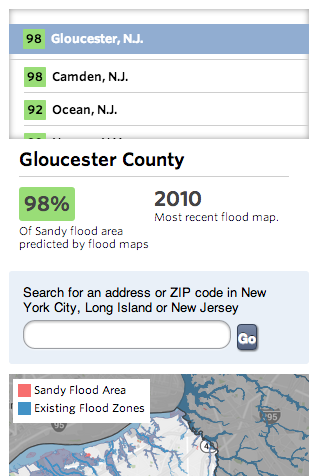 98 Gloucester, N.J.
98 Camden, N.J.
92 Ocean, N.J.
Gloucester County
98%
Of Sandy flood area
predicted by flood maps
2010
Most recent flood map.
Search for an address or ZIP code in New
York City, Long Island or New Jersey
Go
Sandy Flood Area
Existing Flood Zones
95
295
42
95